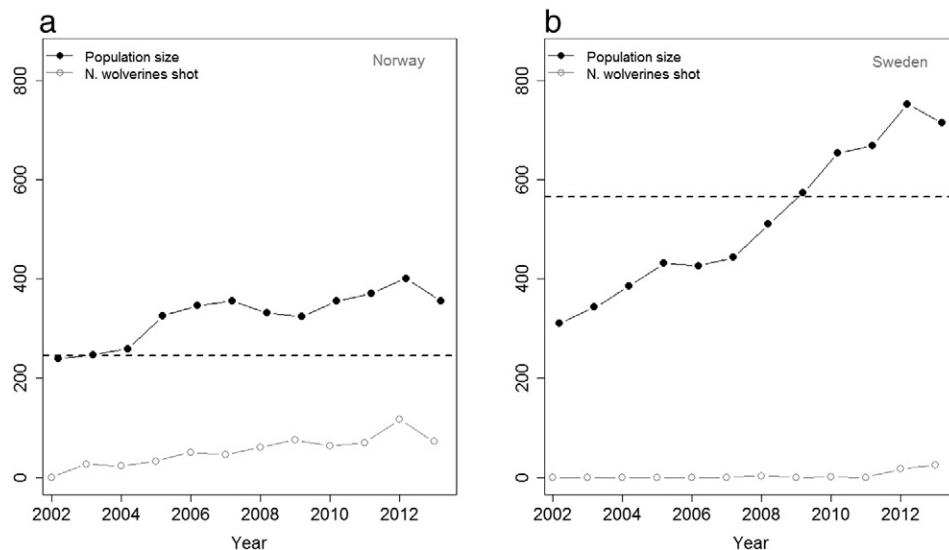 a
Population size
N. wolverines shot
Norway
800
600
400
200
0
2002 2004 2006 2008 2010 2012
Year
b
Population size
N. wolverines shot
Sweden
800
600
400
200
0
2002 2004 2006 2008 2010 2012
Year